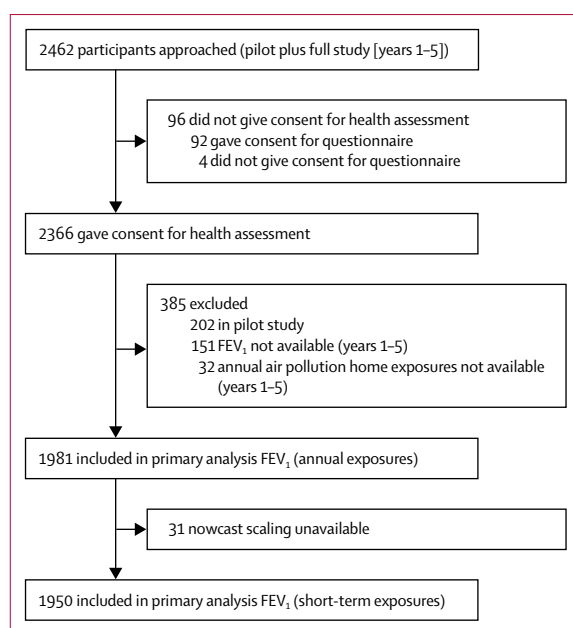 2462 participants approached (pilot plus full study [years 1–5])
96 did not give consent for health assessment
92 gave consent for questionnaire
4 did not give consent for questionnaire
2366 gave consent for health assessment
385 excluded
202 in pilot study
151 FEV₁ not available (years 1–5)
32 annual air pollution home exposures not available
(years 1–5)
1981 included in primary analysis FEV₁ (annual exposures)
31 nowcast scaling unavailable
1950 included in primary analysis FEV₁ (short-term exposures)